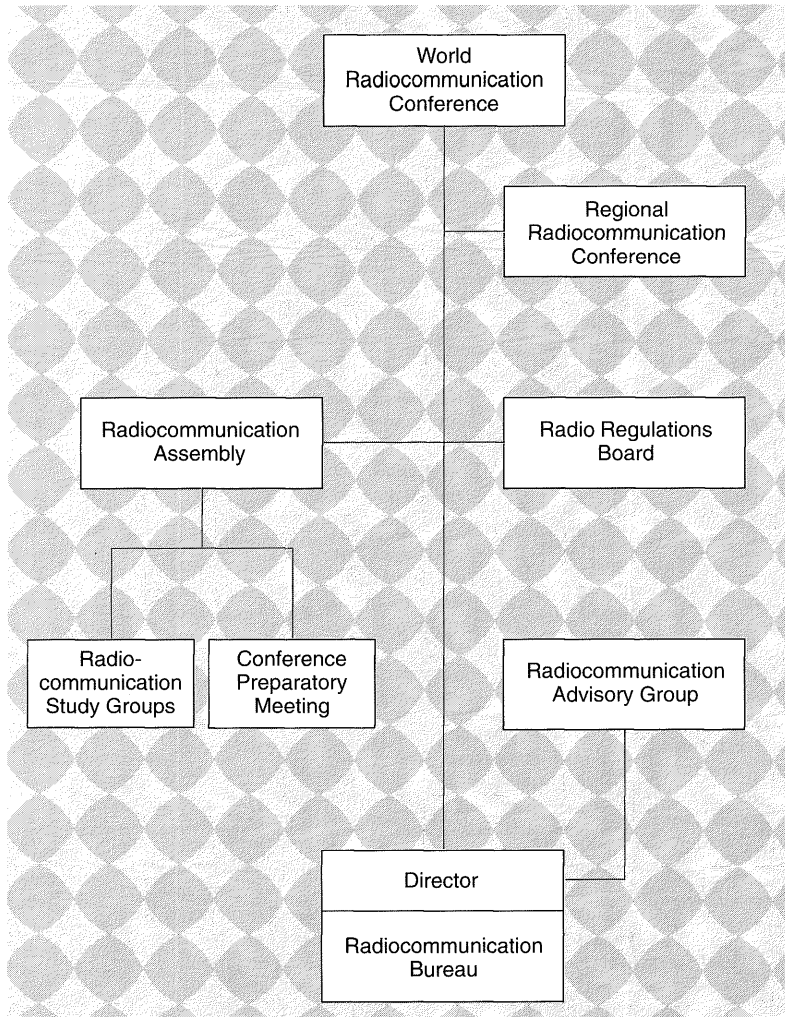 World
Radiocommunication
Conference
Regional
Radiocommunication
Conference
Radiocommunication
Assembly
Radio Regulations
Board
Radio-
communication
Study Groups
Conference
Preparatory
Meeting
Radiocommunication
Advisory Group
Director
Radiocommunication
Bureau